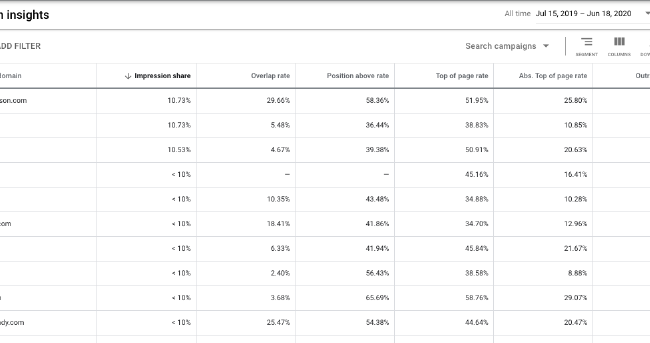 n insights
All time Jul 15, 2019 – Jun 18, 2020
ADD FILTER
Search campaigns
SEGMENT COLUMNS
domain Impression share Overlap rate Position above rate Top of page rate Abs. Top of page rate Outr
son.com 10.73% 29.66% 58.36% 51.95% 25.80%
10.73% 5.48% 36.44% 38.83% 10.85%
10.53% 4.67% 39.38% 50.91% 20.63%
< 10% — — 45.16% 16.41%
< 10% 10.35% 43.48% 34.88% 10.28%
com < 10% 18.41% 41.86% 34.70% 12.96%
< 10% 6.33% 41.94% 45.84% 21.67%
< 10% 2.40% 56.43% 38.58% 8.88%
< 10% 3.68% 65.69% 58.76% 29.07%
dy.com < 10% 25.47% 54.38% 44.64% 20.47%